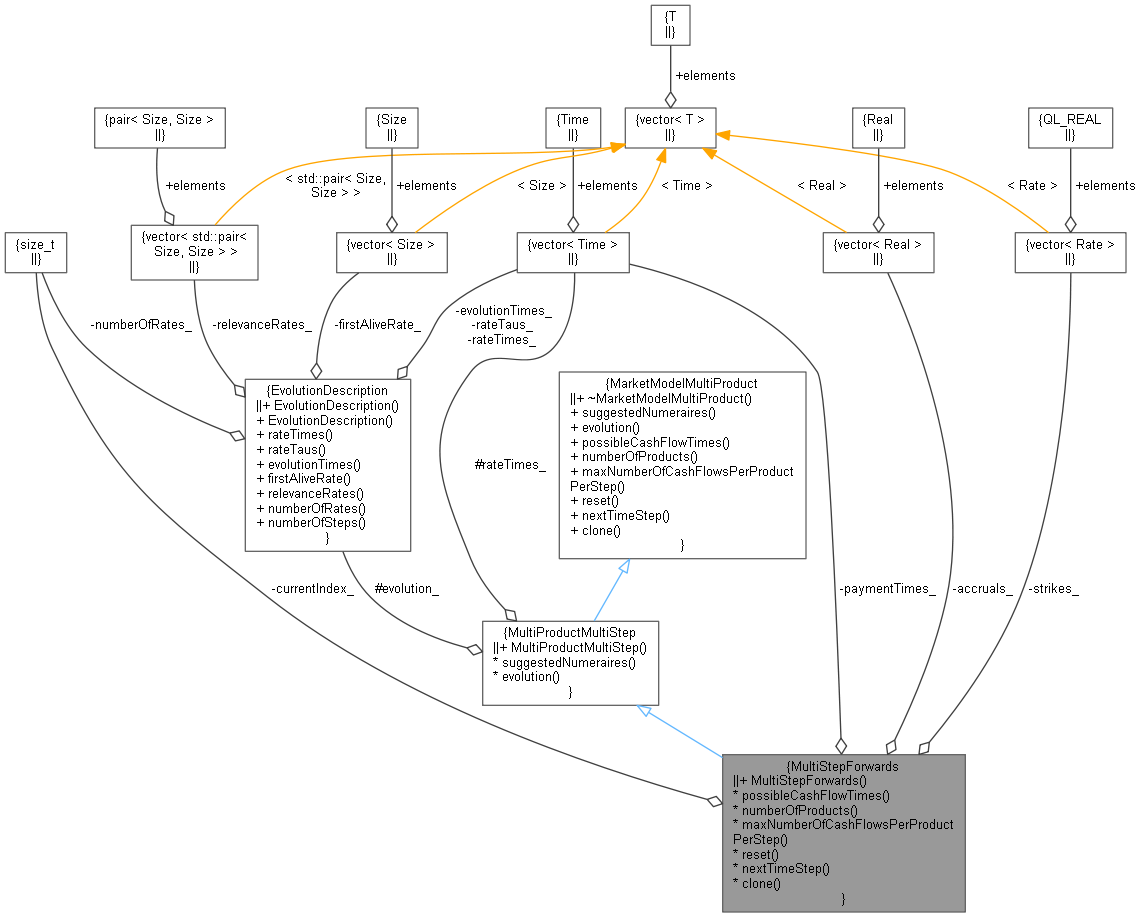 {T
||}
+elements
{pair< Size, Size >
||}
{Size
||}
{Time
||}
{vector< T >
||}
{Real
||}
{QL_REAL
||}
+elements
< std::pair< Size,
Size > >
+elements
< Size >
+elements
< Time >
< Real >
+elements
< Rate >
+elements
{size_t
||}
{vector< std::pair<
Size, Size > >
||}
{vector< Size >
||}
{vector< Time >
||}
{vector< Real >
||}
{vector< Rate >
||}
-numberOfRates_
-relevanceRates_
-firstAliveRate_
-evolutionTimes_
-rateTaus_
-rateTimes_
{EvolutionDescription
||+ EvolutionDescription()
+ EvolutionDescription()
+ rateTimes()
+ rateTaus()
+ evolutionTimes()
+ firstAliveRate()
+ relevanceRates()
+ numberOfRates()
+ numberOfSteps()
}
#rateTimes_
{MarketModelMultiProduct
||+ ~MarketModelMultiProduct()
+ suggestedNumeraires()
+ evolution()
+ possibleCashFlowTimes()
+ numberOfProducts()
+ maxNumberOfCashFlowsPerProduct
PerStep()
+ reset()
+ nextTimeStep()
+ clone()
}
-currentIndex_
#evolution_
-paymentTimes_
-accruals_
-strikes_
{MultiProductMultiStep
||+ MultiProductMultiStep()
* suggestedNumeraires()
* evolution()
}
{MultiStepForwards
||+ MultiStepForwards()
* possibleCashFlowTimes()
* numberOfProducts()
* maxNumberOfCashFlowsPerProduct
PerStep()
* reset()
* nextTimeStep()
* clone()
}